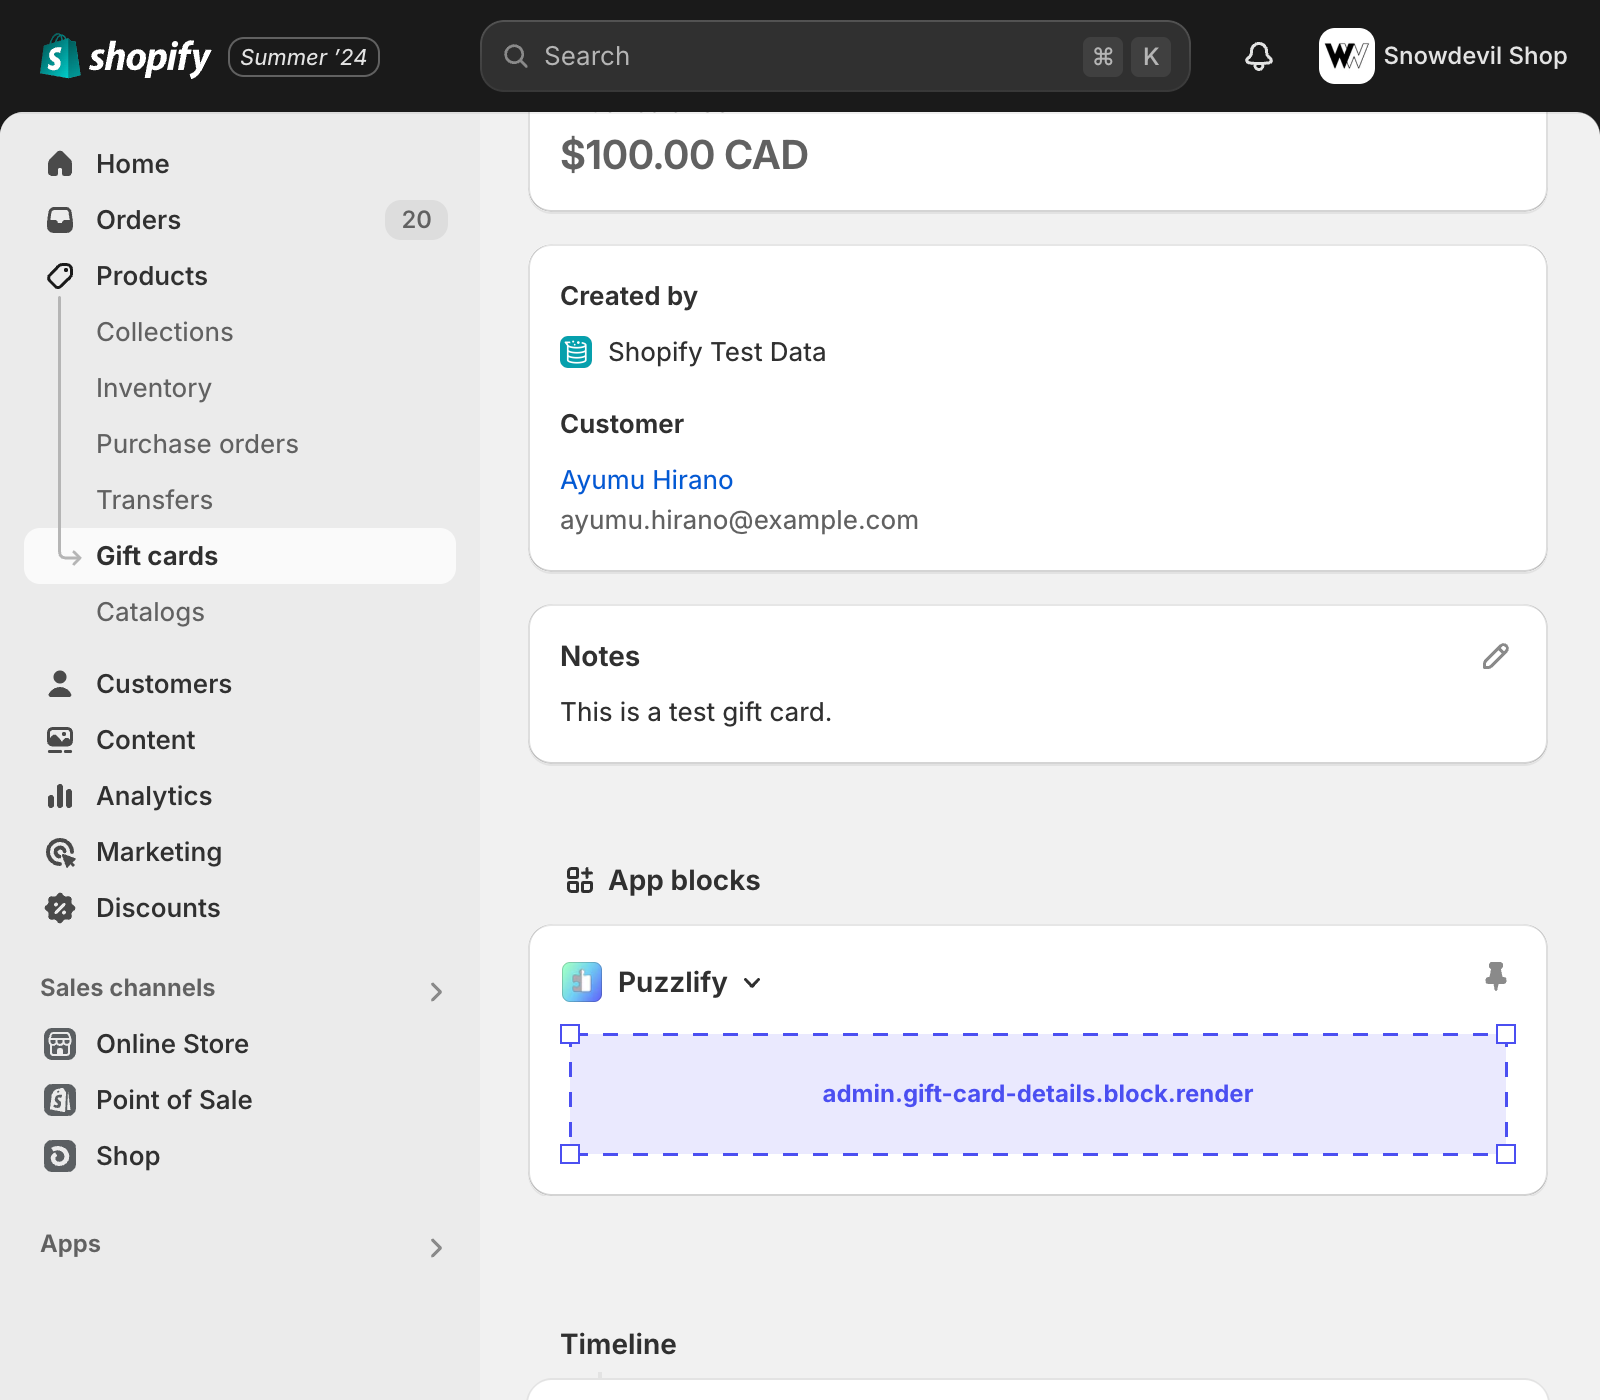 shopify
Summer ’24
Search
⌘ K
Snowdevil Shop
Home
Orders
20
Products
Collections
Inventory
Purchase orders
Transfers
Gift cards
Catalogs
Customers
Content
Analytics
Marketing
Discounts
Sales channels
Online Store
Point of Sale
Shop
Apps
$100.00 CAD
Created by
Shopify Test Data
Customer
Ayumu Hirano
ayumu.hirano@example.com
Notes
This is a test gift card.
App blocks
Puzzlify
admin.gift-card-details.block.render
Timeline